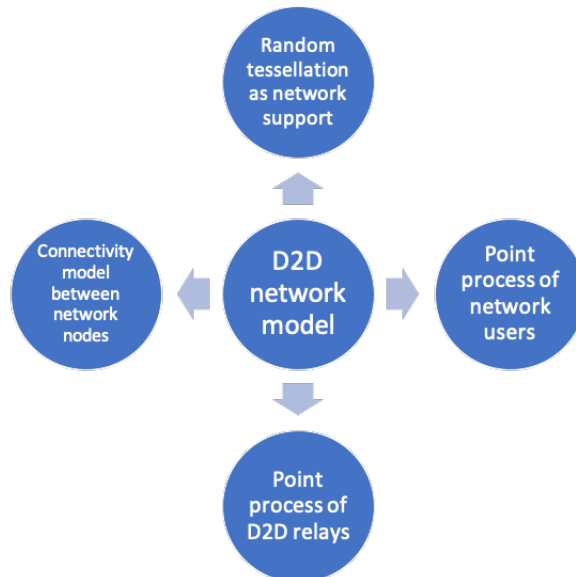 Random
tessellation
as network
support
Connectivity
model
between
network
nodes
D2D
network
model
Point
process of
network
users
Point
process of
D2D relays